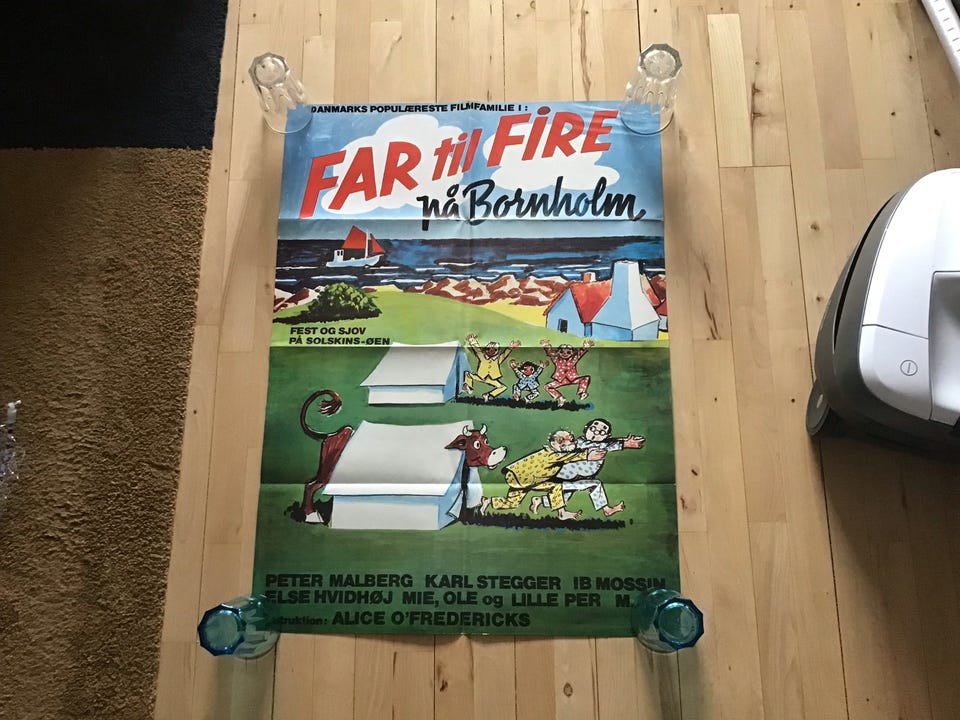 DANMARKS POPULÆRESTE FILMFAMILIE I:
FAR til FiRE
på Bornholm
FEST OG SJOV
PÅ SOLSKINS-ØEN
PETER MALBERG KARL STEGGER IB MOSSIN
ELSE HVIDHØJ MIE, OLE og LILLE PER M.
ALICE O'FREDERICKS